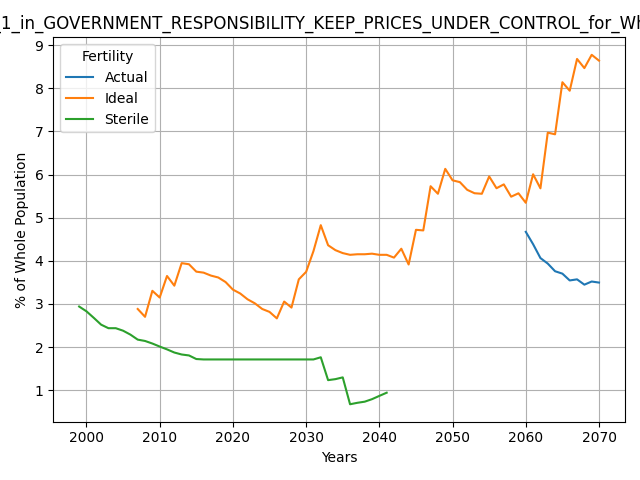 _1_in_GOVERNMENT_RESPONSIBILITY_KEEP_PRICES_UNDER_CONTROL_for_Wh
Fertility
Actual
Ideal
Sterile
% of Whole Population
9
8
7
6
5
4
3
2
1
2000 2010 2020 2030 2040 2050 2060 2070
Years